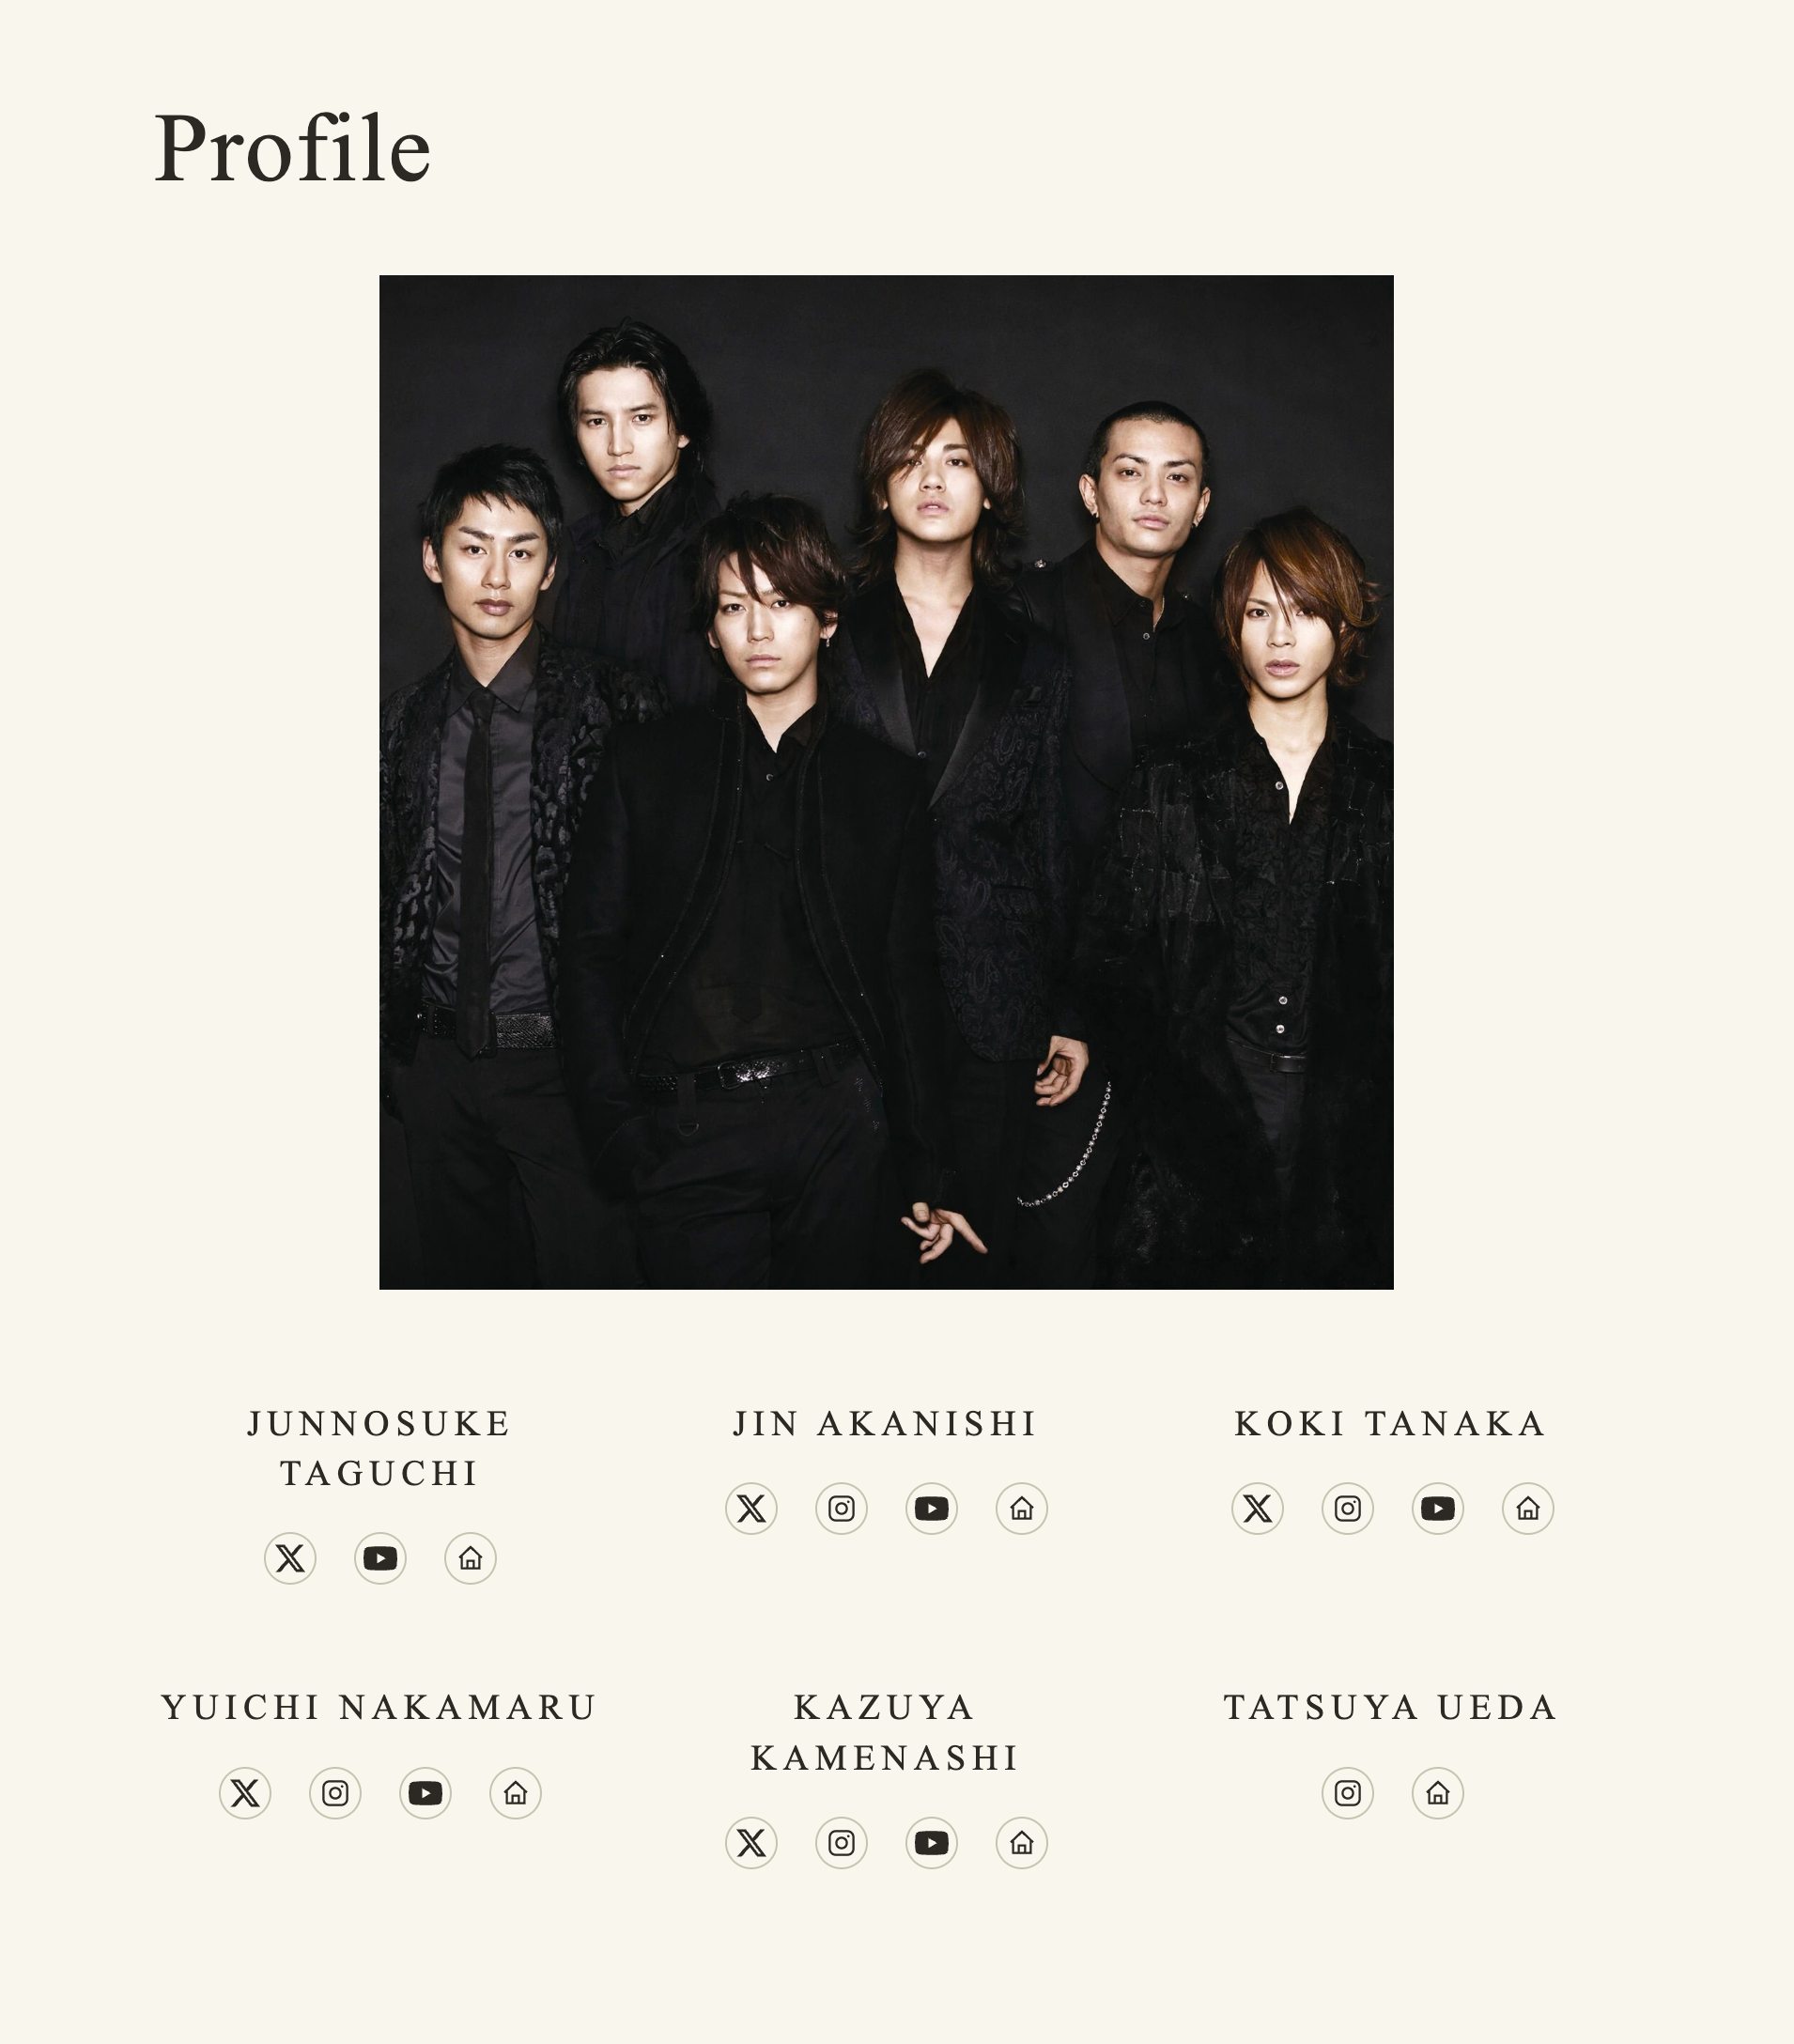 Profile
JUNNOSUKE
TAGUCHI
JIN AKANISHI
KOKI TANAKA
YUICHI NAKAMARU
KAZUYA
KAMENASHI
TATSUYA UEDA